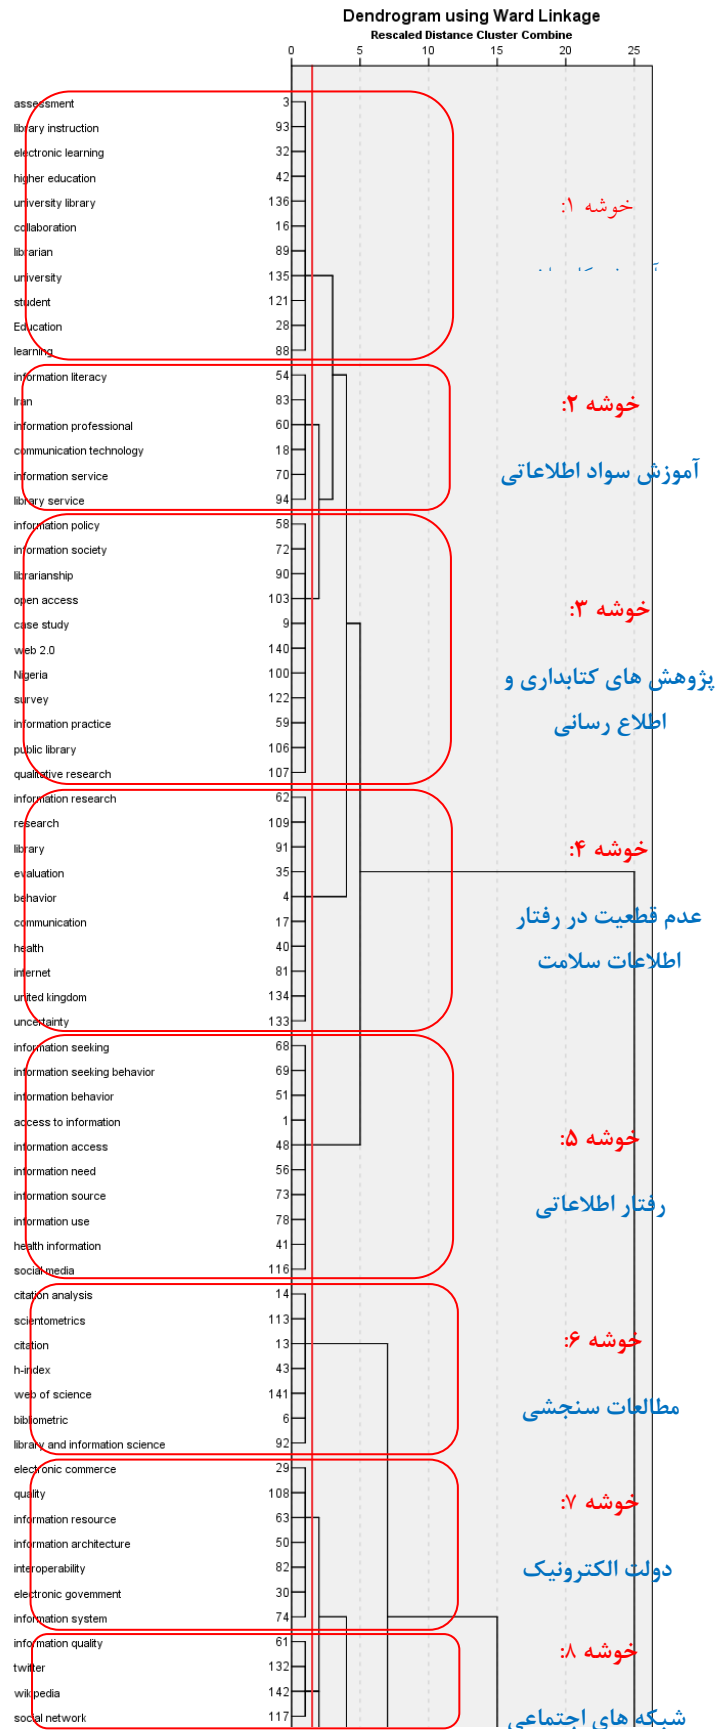 Dendrogram using Ward Linkage
Rescaled Distance Cluster Combine
0 5 10 15 20 25
assessment 3
library instruction 93
electronic learning 32
higher education 42
university library 136
collaboration 16
librarian 89
university 135
student 121
Education 28
learning 88
خوشه ۱:
information literacy 54
Iran 83
information professional 60
communication technology 18
information service 70
library service 94
خوشه ۲:
آموزش سواد اطلاعاتی
information policy 58
information society 72
librarianship 90
open access 103
case study 9
web 2.0 140
Nigeria 100
survey 122
information practice 59
public library 106
qualitative research 107
خوشه ۳:
پژوهش های کتابداری و
اطلاع رسانی
information research 62
research 109
library 91
evaluation 35
behavior 4
communication 17
health 40
internet 81
united kingdom 134
uncertainty 133
خوشه ۴:
عدم قطعیت در رفتار
اطلاعات سلامت
information seeking 68
information seeking behavior 69
information behavior 51
access to information 1
information access 48
information need 56
information source 73
information use 78
health information 41
social media 116
خوشه ۵:
رفتار اطلاعاتی
citation analysis 14
scientometrics 113
citation 13
h-index 43
web of science 141
bibliometric 6
library and information science 92
خوشه ۶:
مطالعات سنجشی
electronic commerce 29
quality 108
information resource 63
information architecture 50
interoperability 82
electronic government 30
information system 74
خوشه ۷:
دولت الکترونیک
information quality 61
twitter 132
wikipedia 142
social network 117
خوشه ۸:
شبکه های اجتماعی